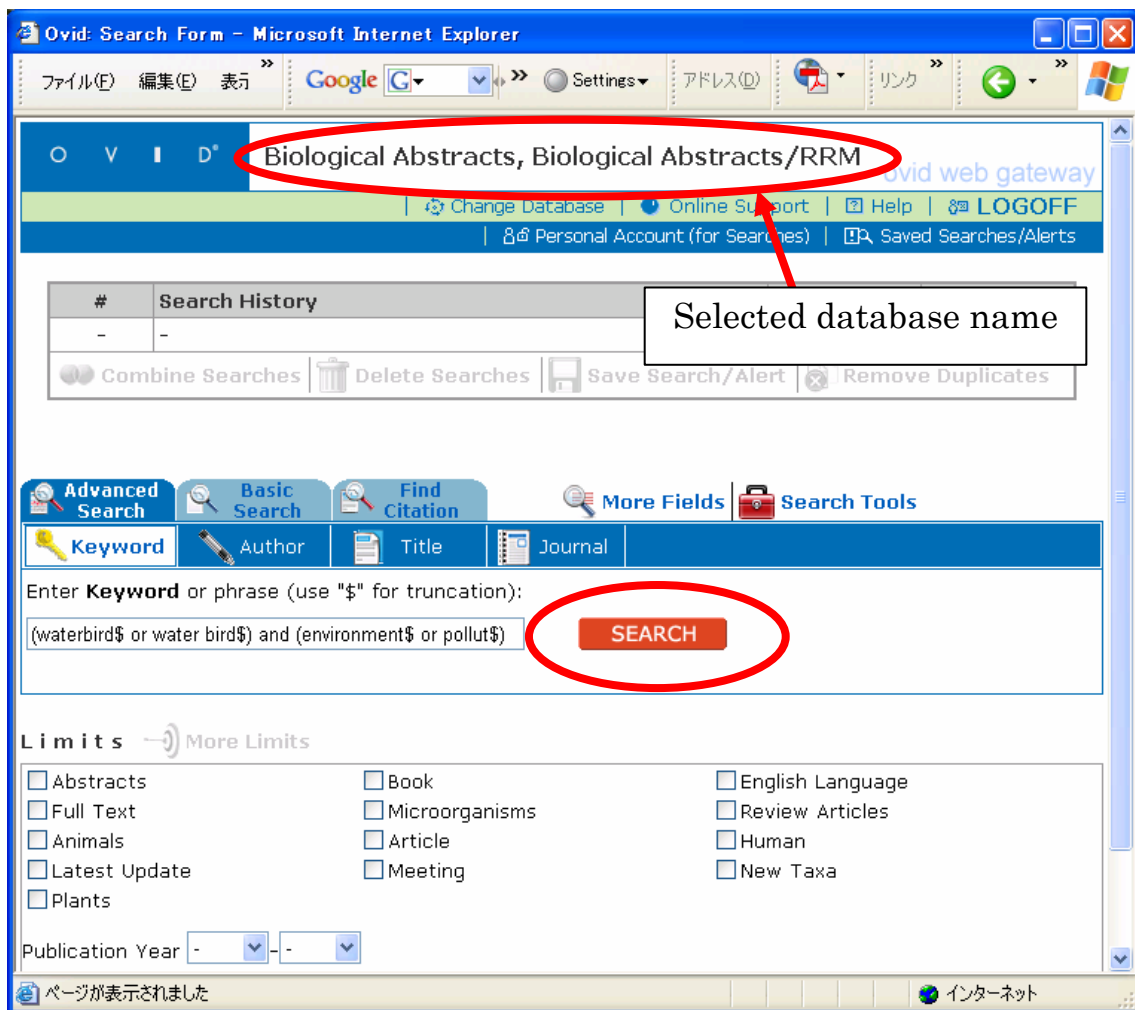 Ovid: Search Form - Microsoft Internet Explorer
ファイル(F) 編集(E) 表示 » Google G » Settings アドレス(D) リンク » »
O V I D® Biological Abstracts, Biological Abstracts/RRM
ovid web gateway
| Change Database | Online Support | Help | LOGOFF
| Personal Account (for Searches) | Saved Searches/Alerts
# Search History
- -
Selected database name
Combine Searches Delete Searches Save Search/Alert Remove Duplicates
Advanced Search Basic Search Find Citation More Fields Search Tools
Keyword Author Title Journal
Enter Keyword or phrase (use "$" for truncation):
(waterbird$ or water bird$) and (environment$ or pollut$) SEARCH
Limits More Limits
Abstracts Book English Language
Full Text Microorganisms Review Articles
Animals Article Human
Latest Update Meeting New Taxa
Plants
Publication Year - - -
ページが表示されました インターネット